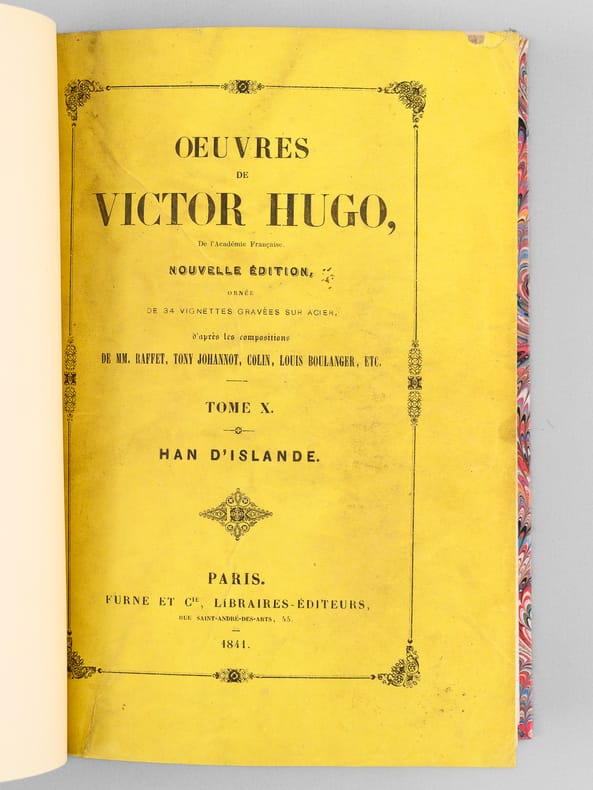 OEUVRES
DE
VICTOR HUGO,
De l'Académie Française.
NOUVELLE ÉDITION,
ORNÉE
DE 34 VIGNETTES GRAVÉES SUR ACIER,
d'après les compositions
DE MM. RAFFET, TONY JOHANNOT, COLIN, LOUIS BOULANGER, ETC.
TOME X.
HAN D'ISLANDE.
PARIS.
FURNE ET CIE, LIBRAIRES-ÉDITEURS,
RUE SAINT-ANDRÉ-DES-ARTS, 55.
1841.